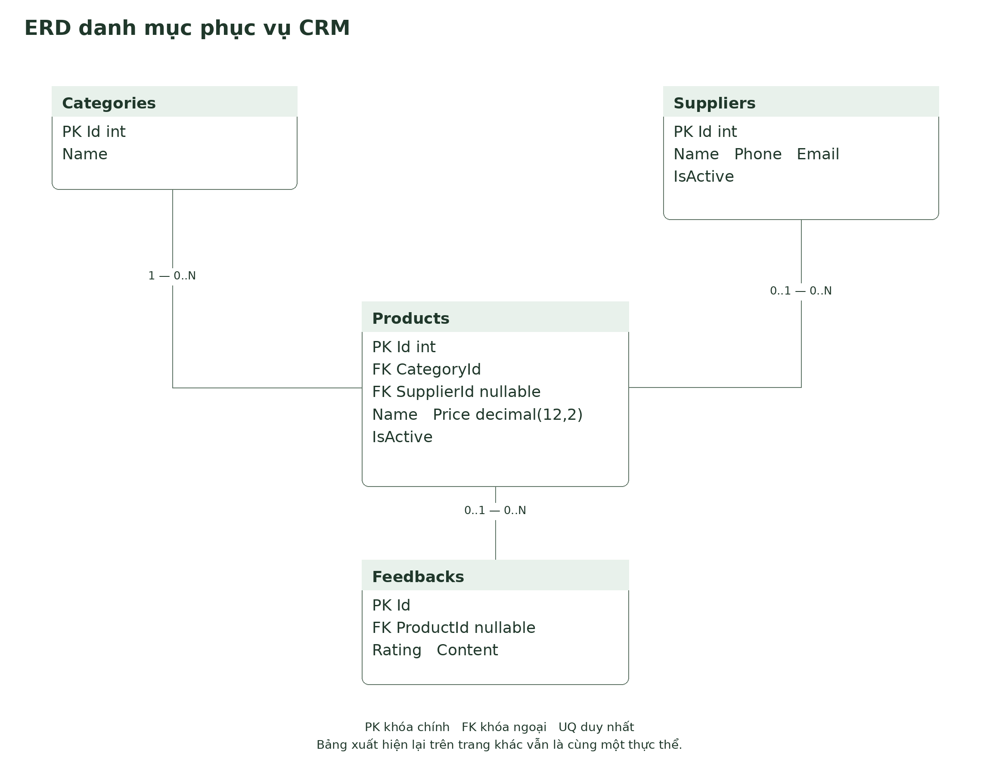 ERD danh mục phục vụ CRM
Categories
PK Id int
Name
Suppliers
PK Id int
Name   Phone   Email
IsActive
1 — 0..N
0..1 — 0..N
Products
PK Id int
FK CategoryId
FK SupplierId nullable
Name   Price decimal(12,2)
IsActive
0..1 — 0..N
Feedbacks
PK Id
FK ProductId nullable
Rating   Content
PK khóa chính   FK khóa ngoại   UQ duy nhất
Bảng xuất hiện lại trên trang khác vẫn là cùng một thực thể.